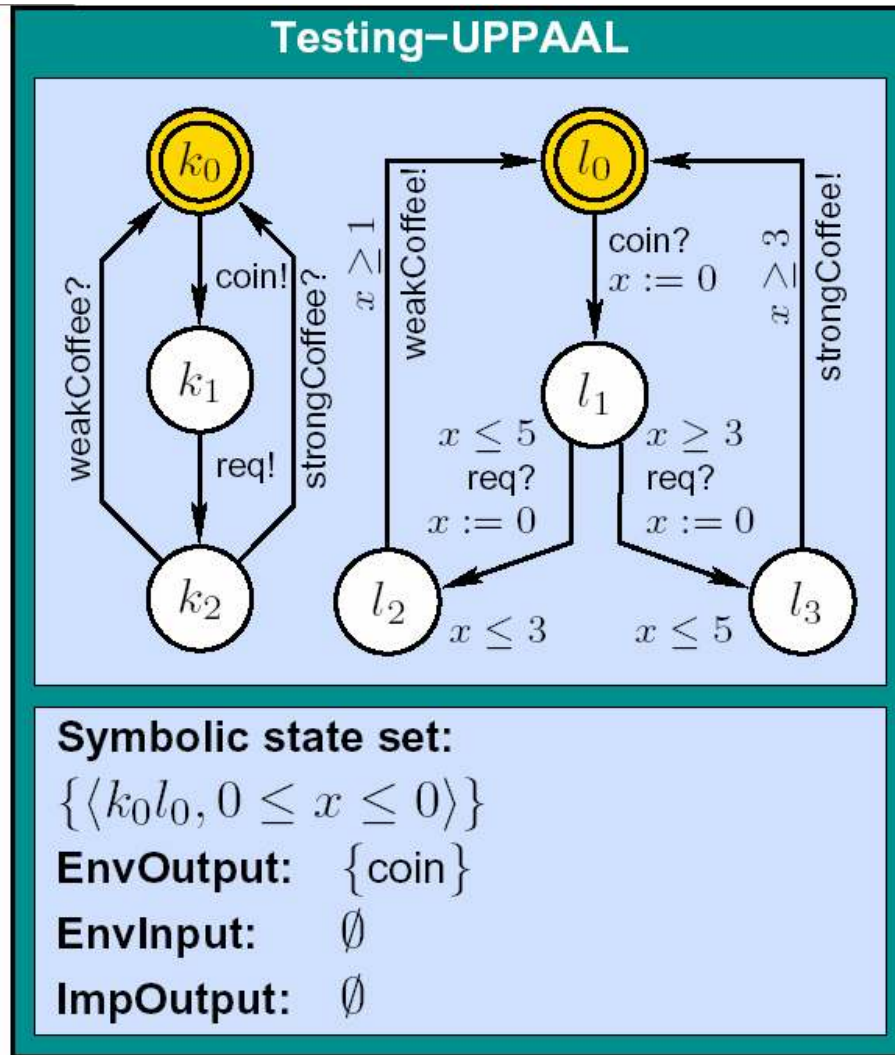 Testing-UPPAAL
k₀
coin!
k₁
req!
k₂
weakCoffee?
strongCoffee?
l₀
coin?
x := 0
l₁
x ≤ 5
req?
x := 0
x ≥ 3
req?
x := 0
l₂
x ≤ 3
x ≤ 5
l₃
x ≥ 1
weakCoffee!
x ≥ 3
strongCoffee!
Symbolic state set:
{⟨k₀l₀, 0 ≤ x ≤ 0⟩}
EnvOutput: {coin}
EnvInput: ∅
ImpOutput: ∅